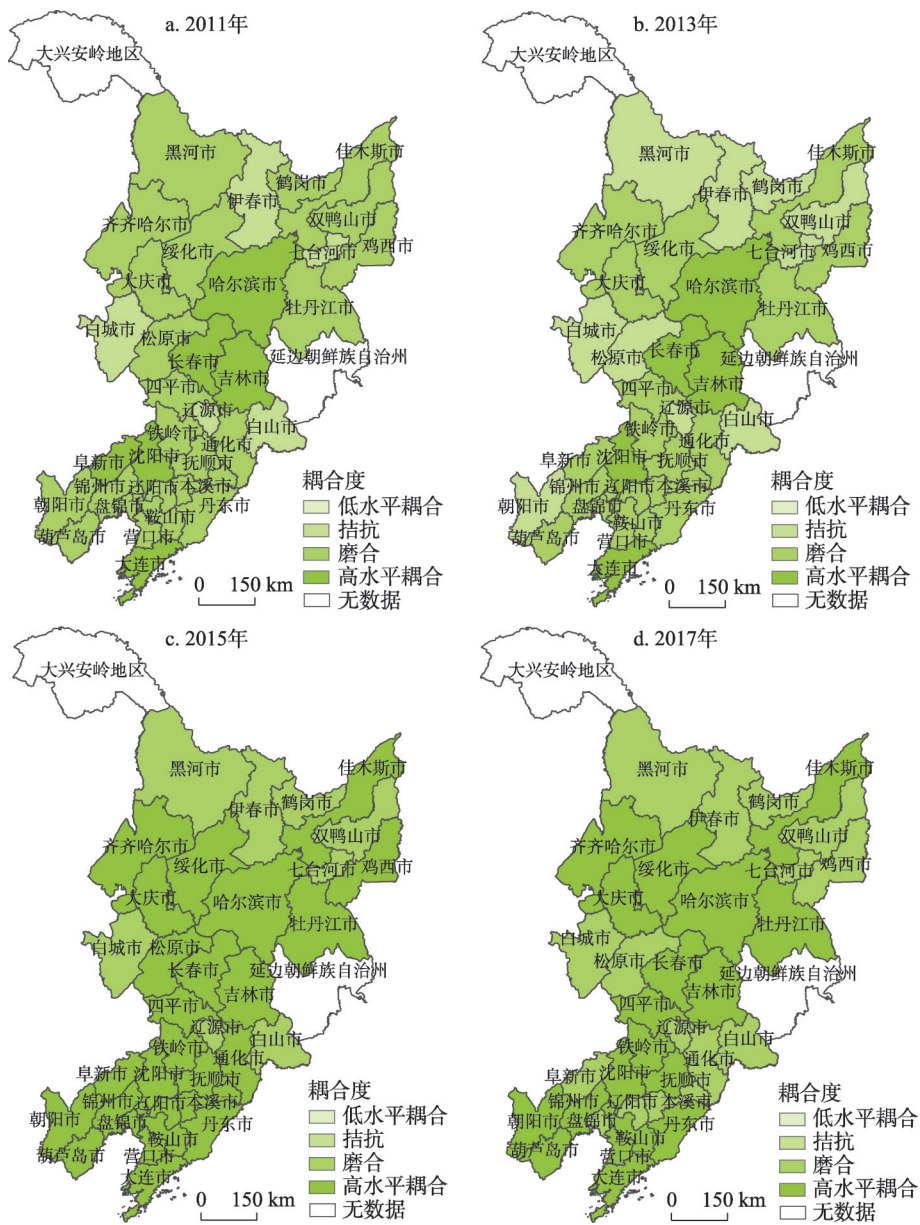 a. 2011年
大兴安岭地区
黑河市
佳木斯市
鹤岗市
伊春市
齐齐哈尔市
双鸭山市
绥化市
七台河市
鸡西市
大庆市
哈尔滨市
牡丹江市
白城市
松原市
延边朝鲜族自治州
长春市
吉林市
四平市
辽源市
白山市
铁岭市
通化市
阜新市
沈阳市
抚顺市
锦州市
辽阳市
本溪市
朝阳市
盘锦市
丹东市
鞍山市
葫芦岛市
营口市
大连市
耦合度
低水平耦合
拮抗
磨合
高水平耦合
无数据
0 150 km
b. 2013年
大兴安岭地区
黑河市
佳木斯市
鹤岗市
伊春市
齐齐哈尔市
双鸭山市
绥化市
七台河市
鸡西市
大庆市
哈尔滨市
牡丹江市
白城市
松原市
延边朝鲜族自治州
长春市
吉林市
四平市
辽源市
白山市
铁岭市
通化市
阜新市
沈阳市
抚顺市
锦州市
辽阳市
本溪市
朝阳市
盘锦市
丹东市
鞍山市
葫芦岛市
营口市
大连市
耦合度
低水平耦合
拮抗
磨合
高水平耦合
无数据
0 150 km
c. 2015年
大兴安岭地区
黑河市
佳木斯市
鹤岗市
伊春市
齐齐哈尔市
双鸭山市
绥化市
七台河市
鸡西市
大庆市
哈尔滨市
牡丹江市
白城市
松原市
延边朝鲜族自治州
长春市
吉林市
四平市
辽源市
白山市
铁岭市
通化市
阜新市
沈阳市
抚顺市
锦州市
辽阳市
本溪市
朝阳市
盘锦市
丹东市
鞍山市
葫芦岛市
营口市
大连市
耦合度
低水平耦合
拮抗
磨合
高水平耦合
无数据
0 150 km
d. 2017年
大兴安岭地区
黑河市
佳木斯市
鹤岗市
伊春市
齐齐哈尔市
双鸭山市
绥化市
七台河市
鸡西市
大庆市
哈尔滨市
牡丹江市
白城市
松原市
延边朝鲜族自治州
长春市
吉林市
四平市
辽源市
白山市
铁岭市
通化市
阜新市
沈阳市
抚顺市
锦州市
辽阳市
本溪市
朝阳市
盘锦市
丹东市
鞍山市
葫芦岛市
营口市
大连市
耦合度
低水平耦合
拮抗
磨合
高水平耦合
无数据
0 150 km